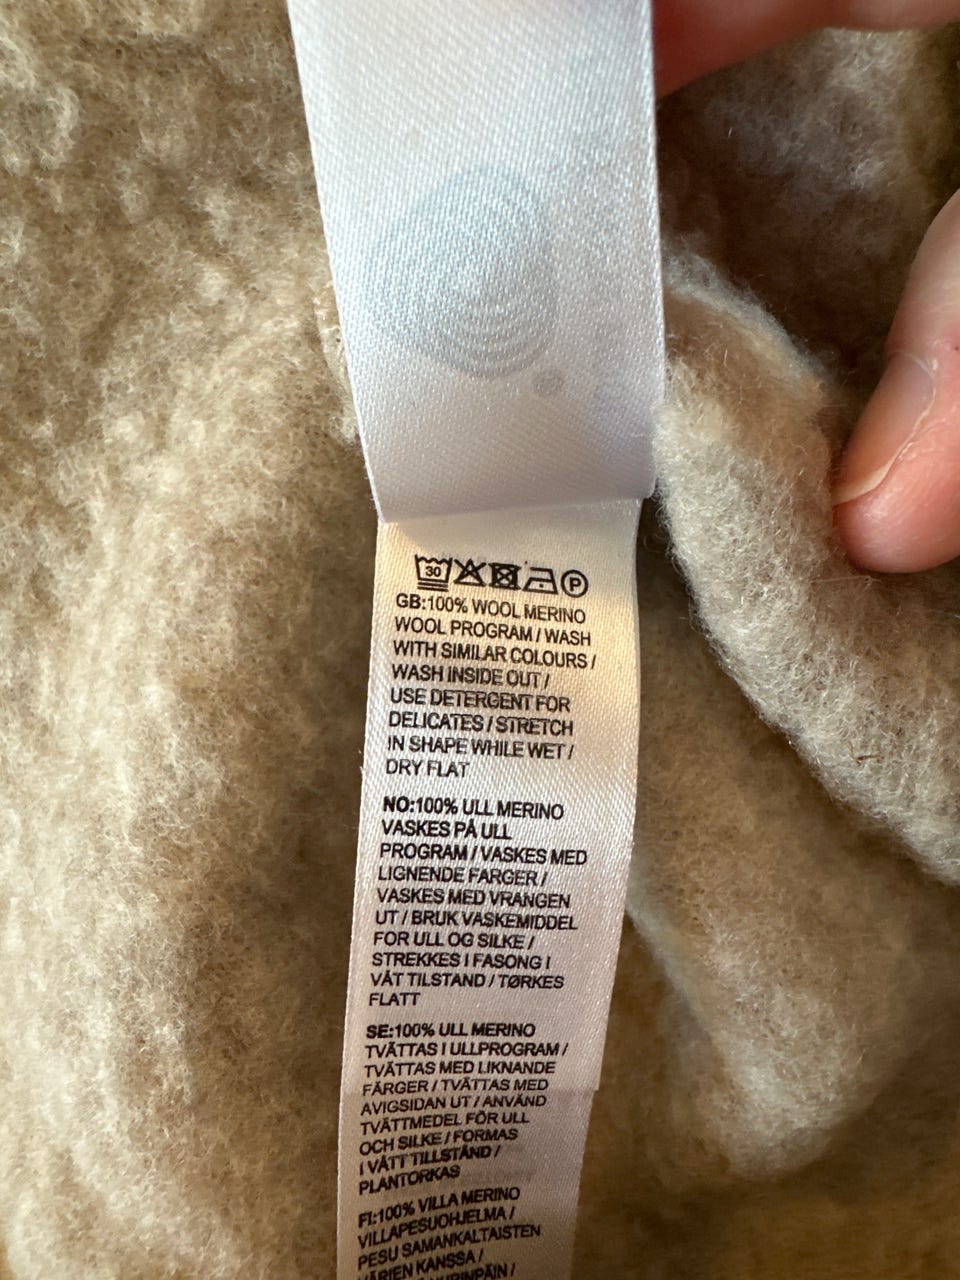 30 P
GB:100% WOOL MERINO
WOOL PROGRAM / WASH
WITH SIMILAR COLOURS /
WASH INSIDE OUT /
USE DETERGENT FOR
DELICATES / STRETCH
IN SHAPE WHILE WET /
DRY FLAT
NO:100% ULL MERINO
VASKES PÅ ULL
PROGRAM / VASKES MED
LIGNENDE FARGER /
VASKES MED VRANGEN
UT / BRUK VASKEMIDDEL
FOR ULL OG SILKE /
STREKKES I FASONG I
VÅT TILSTAND / TØRKES
FLATT
SE:100% ULL MERINO
TVÄTTAS I ULLPROGRAM /
TVÄTTAS MED LIKNANDE
FÄRGER / TVÄTTAS MED
AVIGSIDAN UT / ANVÄND
TVÄTTMEDEL FÖR ULL
OCH SILKE / FORMAS
I VÅTT TILLSTÅND /
PLANTORKAS
FI:100% VILLA MERINO
VILLAPESUOHJELMA /
PESU SAMANKALTAISTEN
VÄRIEN KANSSA /